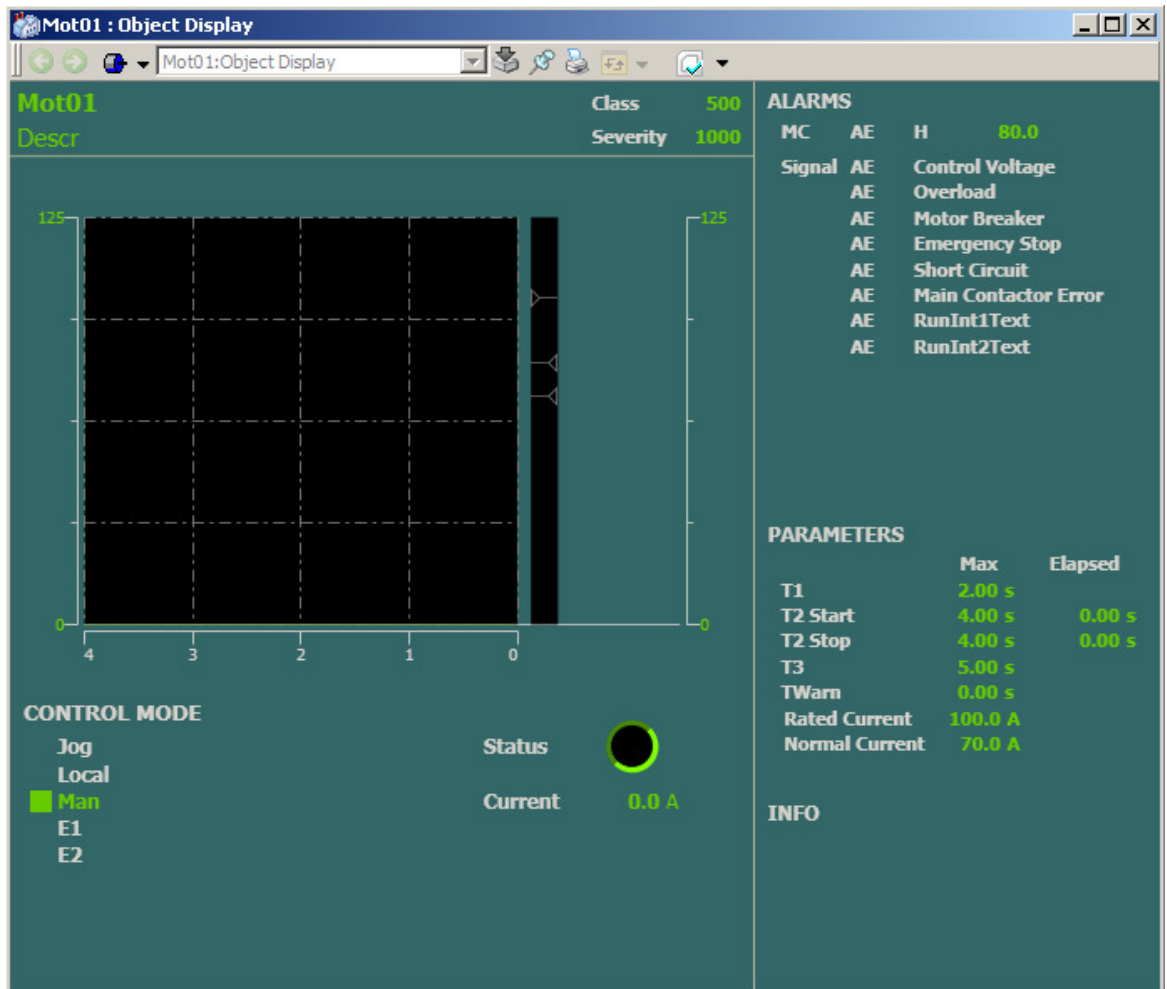 Mot01 : Object Display
Mot01:Object Display
Mot01 Class 500
Descr Severity 1000
125 125
0 0
4 3 2 1 0
CONTROL MODE
Jog Status
Local
Man Current 0.0 A
E1
E2
ALARMS
MC AE H 80.0
Signal AE Control Voltage
AE Overload
AE Motor Breaker
AE Emergency Stop
AE Short Circuit
AE Main Contactor Error
AE RunInt1Text
AE RunInt2Text
PARAMETERS
Max Elapsed
T1 2.00 s
T2 Start 4.00 s 0.00 s
T2 Stop 4.00 s 0.00 s
T3 5.00 s
TWarn 0.00 s
Rated Current 100.0 A
Normal Current 70.0 A
INFO